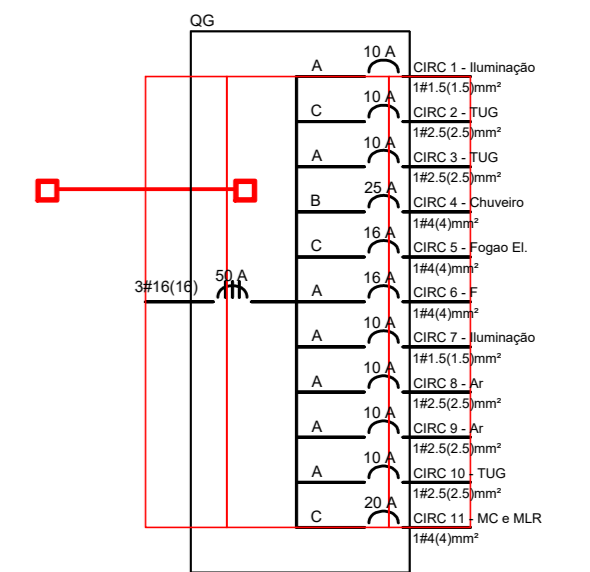 QG
10 A
A
CIRC 1 - Iluminação
1#1.5(1.5)mm²
10 A
C
CIRC 2 - TUG
1#2.5(2.5)mm²
10 A
A
CIRC 3 - TUG
1#2.5(2.5)mm²
25 A
B
CIRC 4 - Chuveiro
1#4(4)mm²
16 A
C
CIRC 5 - Fogao El.
1#4(4)mm²
3#16(16)
50 A
16 A
A
CIRC 6 - F
1#4(4)mm²
10 A
A
CIRC 7 - Iluminação
1#1.5(1.5)mm²
10 A
A
CIRC 8 - Ar
1#2.5(2.5)mm²
10 A
A
CIRC 9 - Ar
1#2.5(2.5)mm²
10 A
A
CIRC 10 - TUG
1#2.5(2.5)mm²
20 A
C
CIRC 11 - MC e MLR
1#4(4)mm²